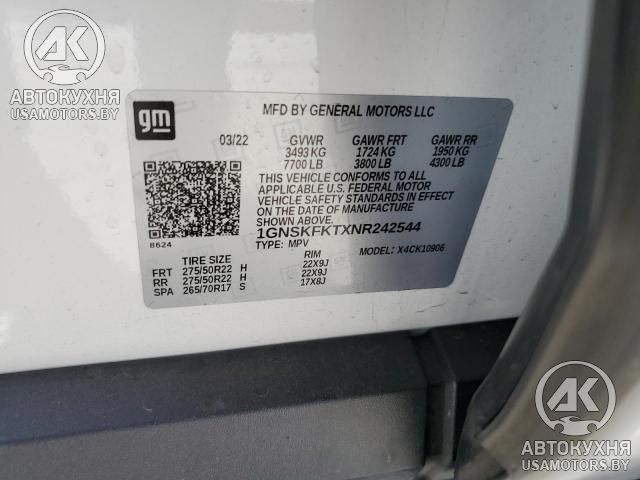 АВТОКУХНЯ
USAMOTORS.BY
gm
MFD BY GENERAL MOTORS LLC
03/22 GVWR GAWR FRT GAWR RR
3493 KG 1724 KG 1950 KG
7700 LB 3800 LB 4300 LB
THIS VEHICLE CONFORMS TO ALL
APPLICABLE U.S. FEDERAL MOTOR
VEHICLE SAFETY STANDARDS IN EFFECT
ON THE DATE OF MANUFACTURE
SHOWN ABOVE.
1GNSKFKTXNR242544
B624
TYPE: MPV MODEL: X4CK10906
TIRE SIZE RIM
FRT 275/50R22 H 22X9J
RR 275/50R22 H 22X9J
SPA 265/70R17 S 17X8J
AK
АВТОКУХНЯ
USAMOTORS.BY